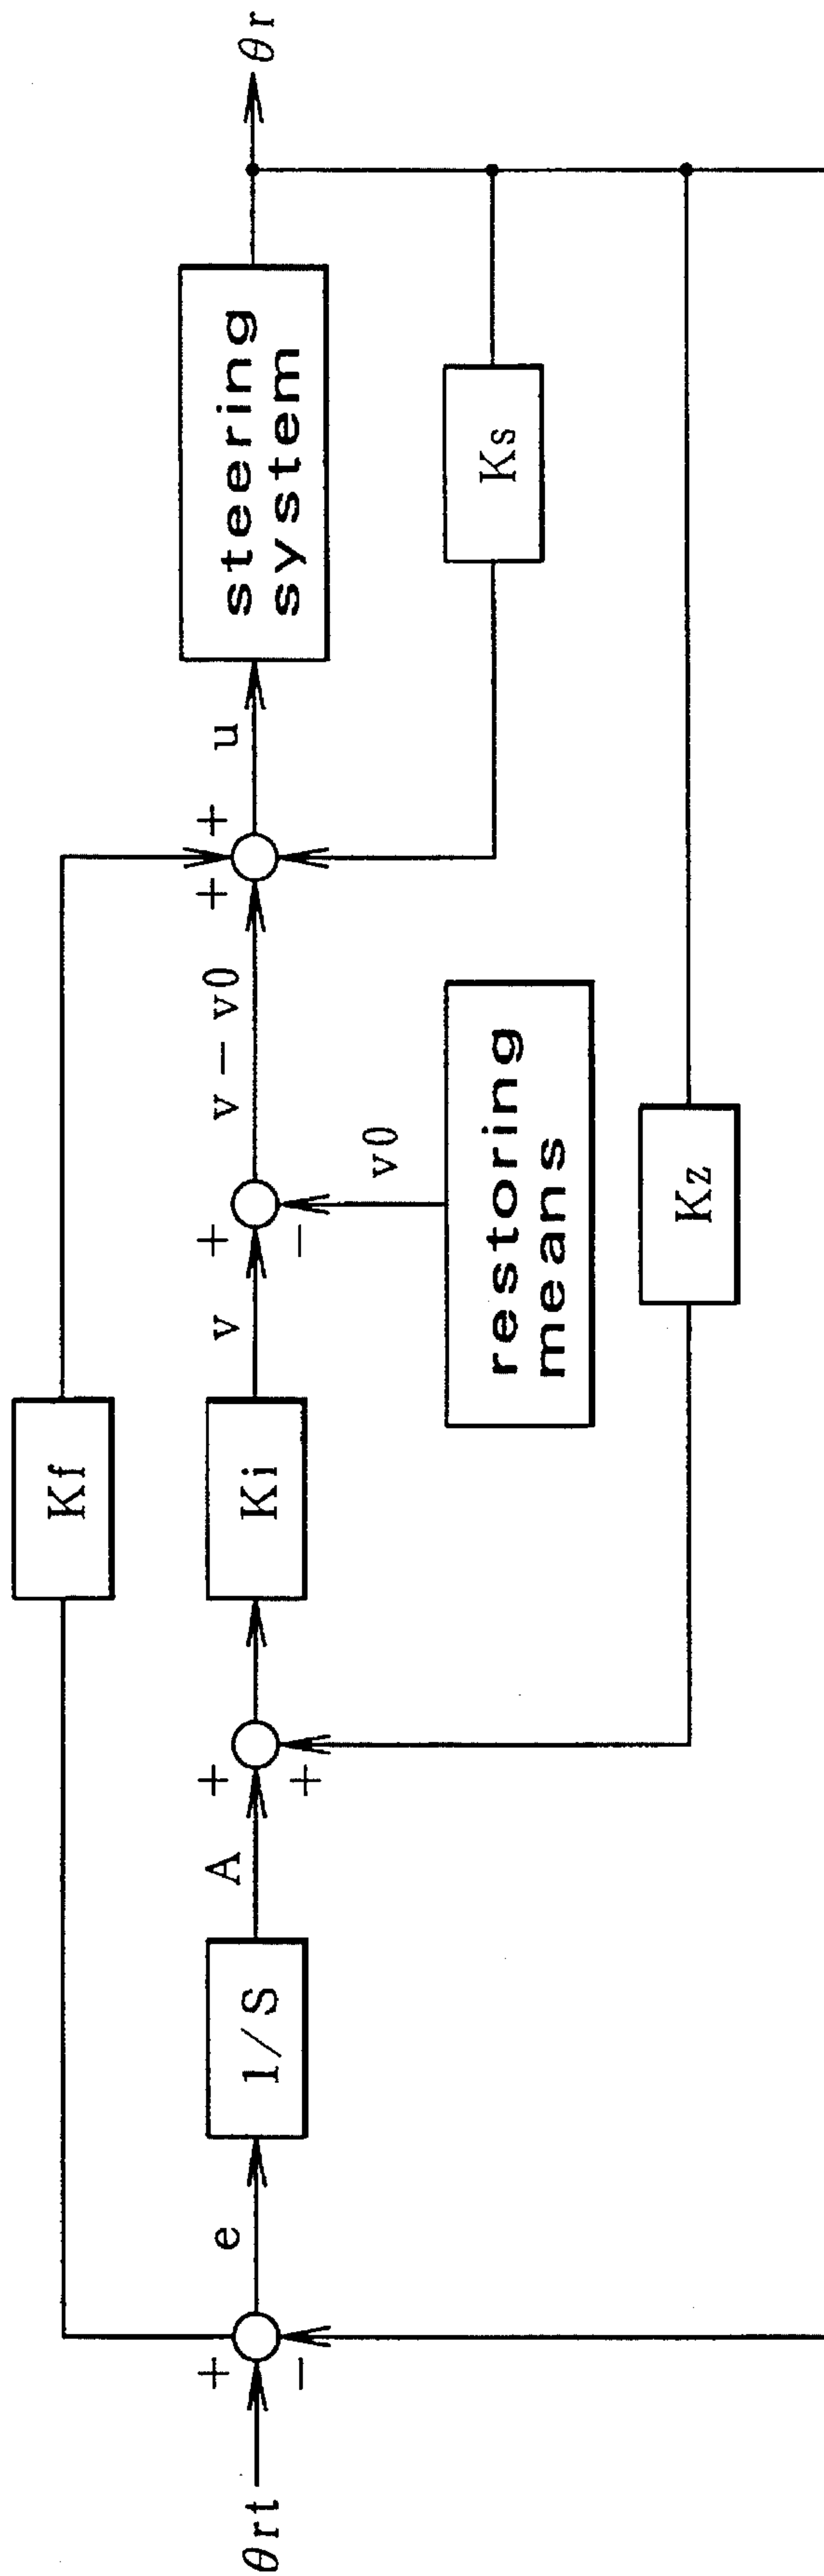 Kf
θrt
+
−
e
1/S
A
+
+
Ki
v
+
−
v−v0
+
+
u
steering
system
θr
v0
restoring
means
Ks
Kz